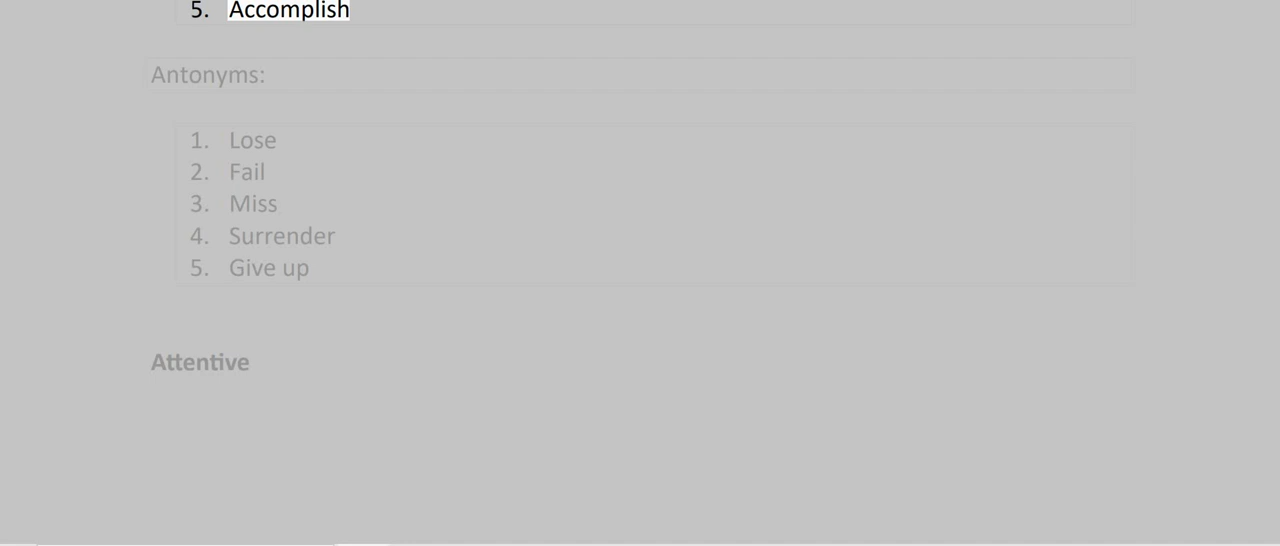 5. Accomplish
Antonyms:
1. Lose
2. Fail
3. Miss
4. Surrender
5. Give up
Attentive